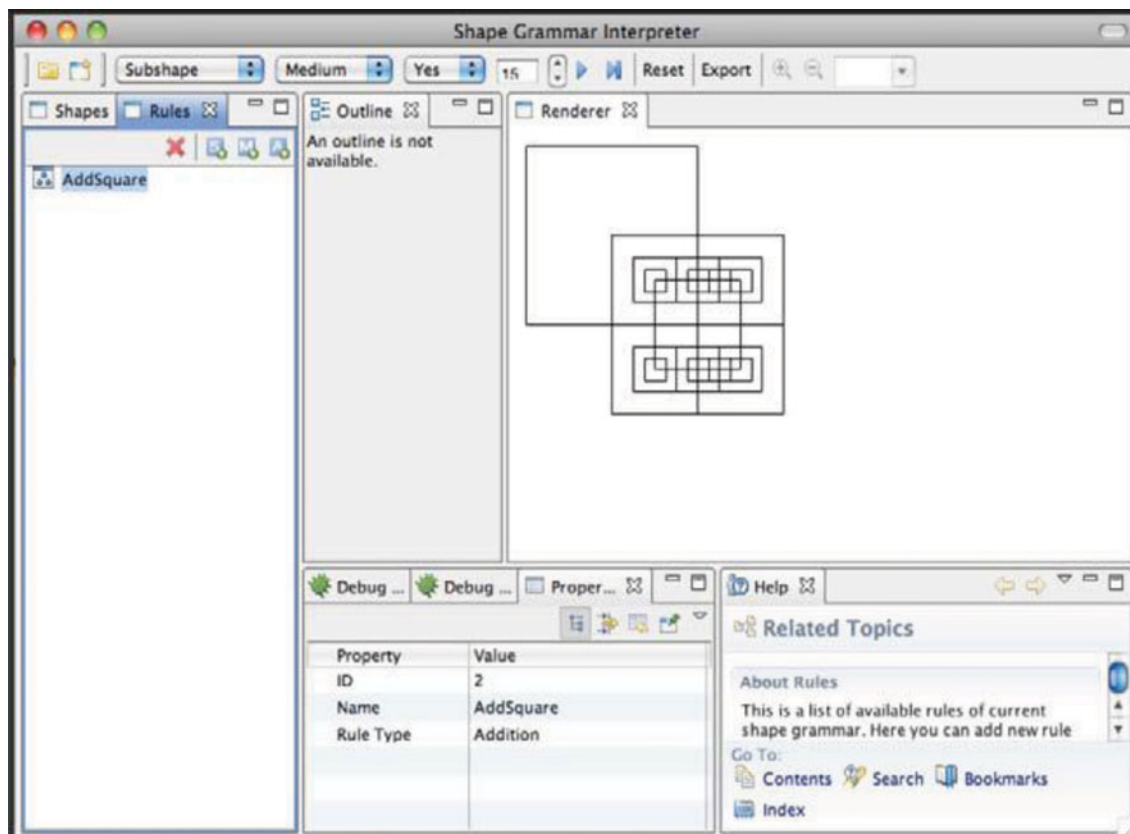 Shape Grammar Interpreter
Subshape Medium Yes 15 Reset Export
Shapes Rules
AddSquare
Outline
An outline is not
available.
Renderer
Debug ... Debug ... Proper...
Property Value
ID 2
Name AddSquare
Rule Type Addition
Help
Related Topics
About Rules
This is a list of available rules of current
shape grammar. Here you can add new rule
Go To:
Contents Search Bookmarks
Index